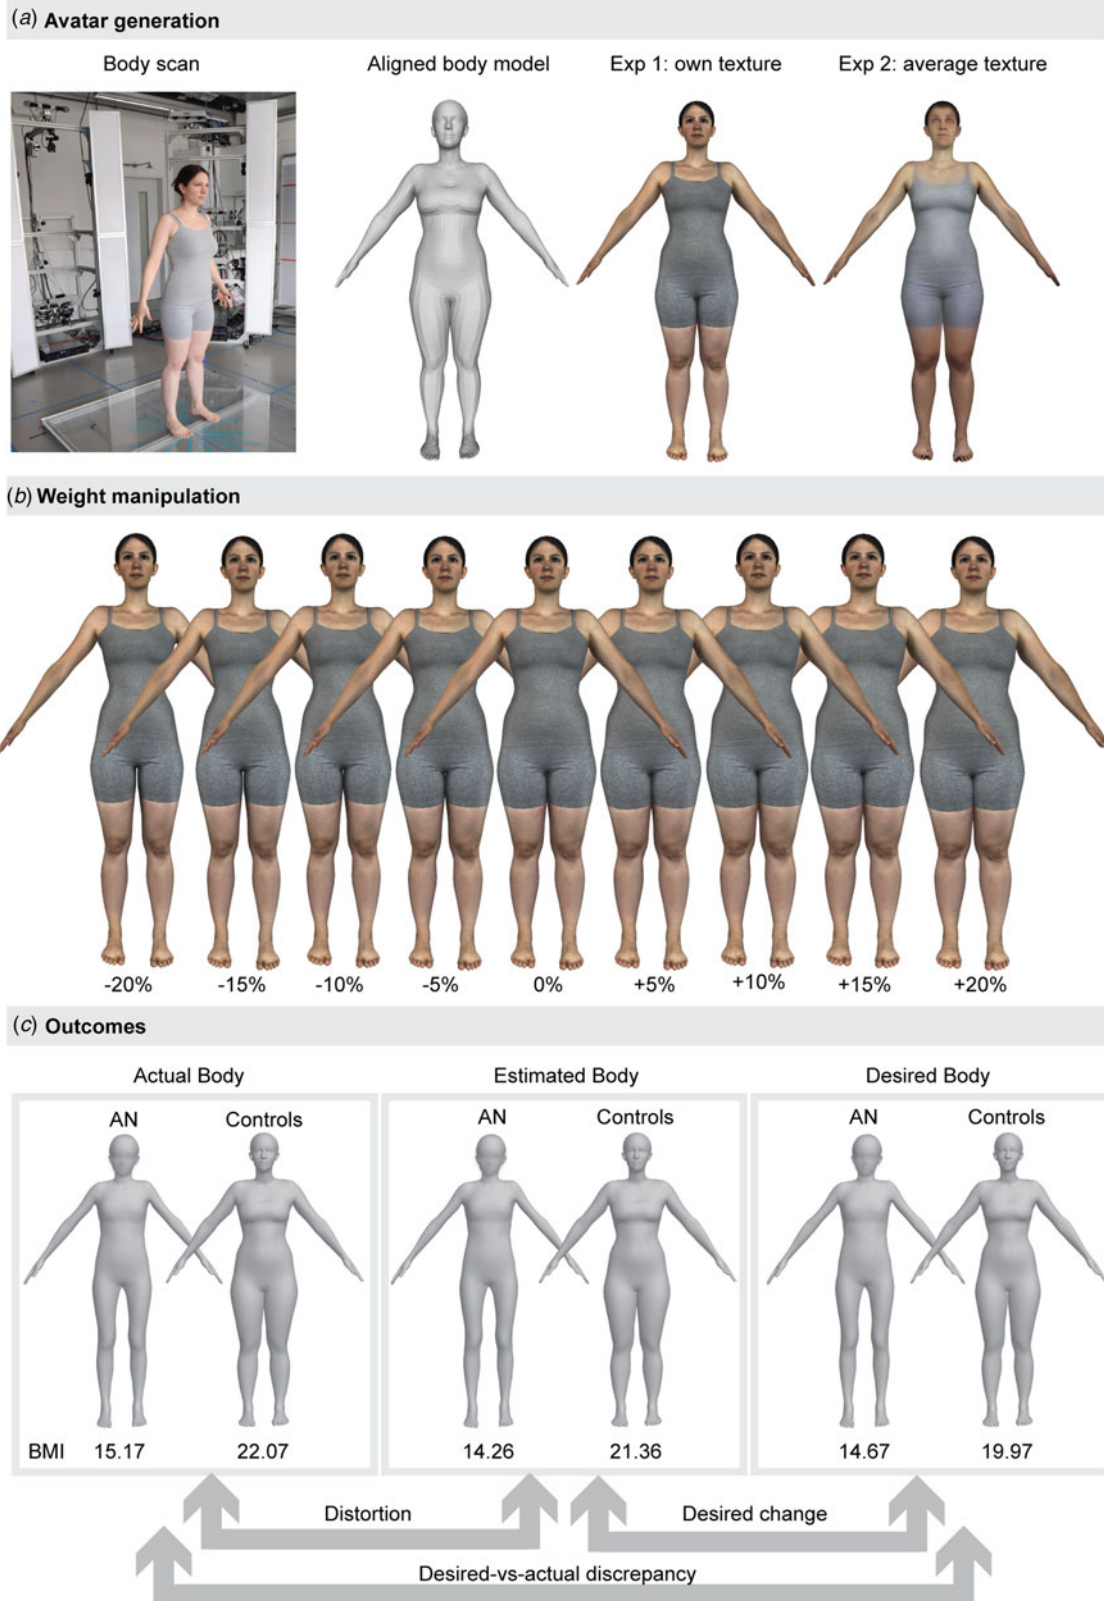 (a) Avatar generation
Body scan Aligned body model Exp 1: own texture Exp 2: average texture
(b) Weight manipulation
-20% -15% -10% -5% 0% +5% +10% +15% +20%
(c) Outcomes
Actual Body Estimated Body Desired Body
AN Controls AN Controls AN Controls
BMI 15.17 22.07 14.26 21.36 14.67 19.97
Distortion Desired change
Desired-vs-actual discrepancy